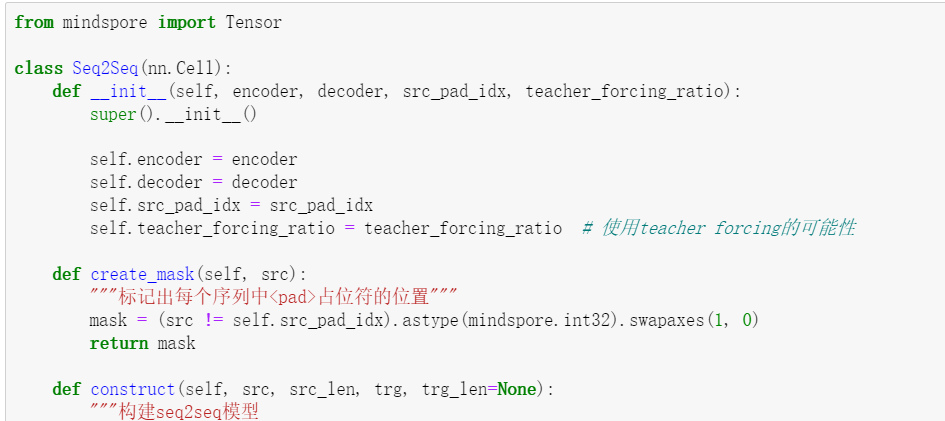 from mindspore import Tensor
class Seq2Seq(nn.Cell):
    def __init__(self, encoder, decoder, src_pad_idx, teacher_forcing_ratio):
        super().__init__()
        self.encoder = encoder
        self.decoder = decoder
        self.src_pad_idx = src_pad_idx
        self.teacher_forcing_ratio = teacher_forcing_ratio  # 使用teacher forcing的可能性
    def create_mask(self, src):
        """标记出每个序列中<pad>占位符的位置"""
        mask = (src != self.src_pad_idx).astype(mindspore.int32).swapaxes(1, 0)
        return mask
    def construct(self, src, src_len, trg, trg_len=None):
        """构建seq2seq模型